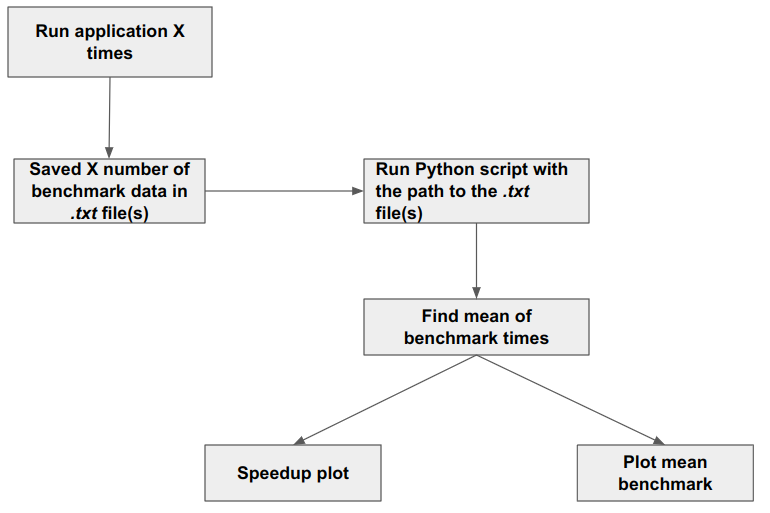 Run application X
times
Saved X number of
benchmark data in
.txt file(s)
Run Python script with
the path to the .txt
file(s)
Find mean of
benchmark times
Speedup plot
Plot mean
benchmark